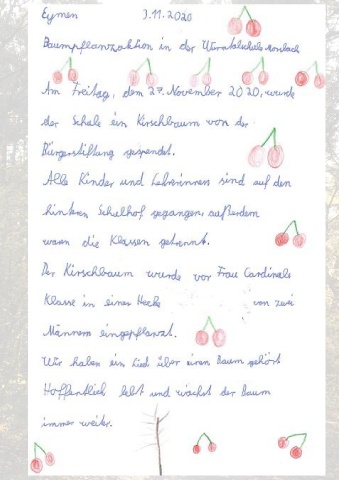 Eymen 3.11.2020
Baumpflanzaktion in der Wurmtalschule Morsbach
Am Freitag, dem 27. November 2020, wurde
der Schule ein Kirschbaum von der
Bürgerstiftung gespendet.
Alle Kinder und Lehrerinnen sind auf den
hintern Schulhof gegangen, außerdem
waren die Klassen getrennt.
Der Kirschbaum wurde vor Frau Cardinals
Klasse in einer Hecke von zwei
Männern eingepflanzt.
Wir haben ein Lied über einen Baum gehört
Hoffentlich lebt und wächst der Baum
immer weiter.